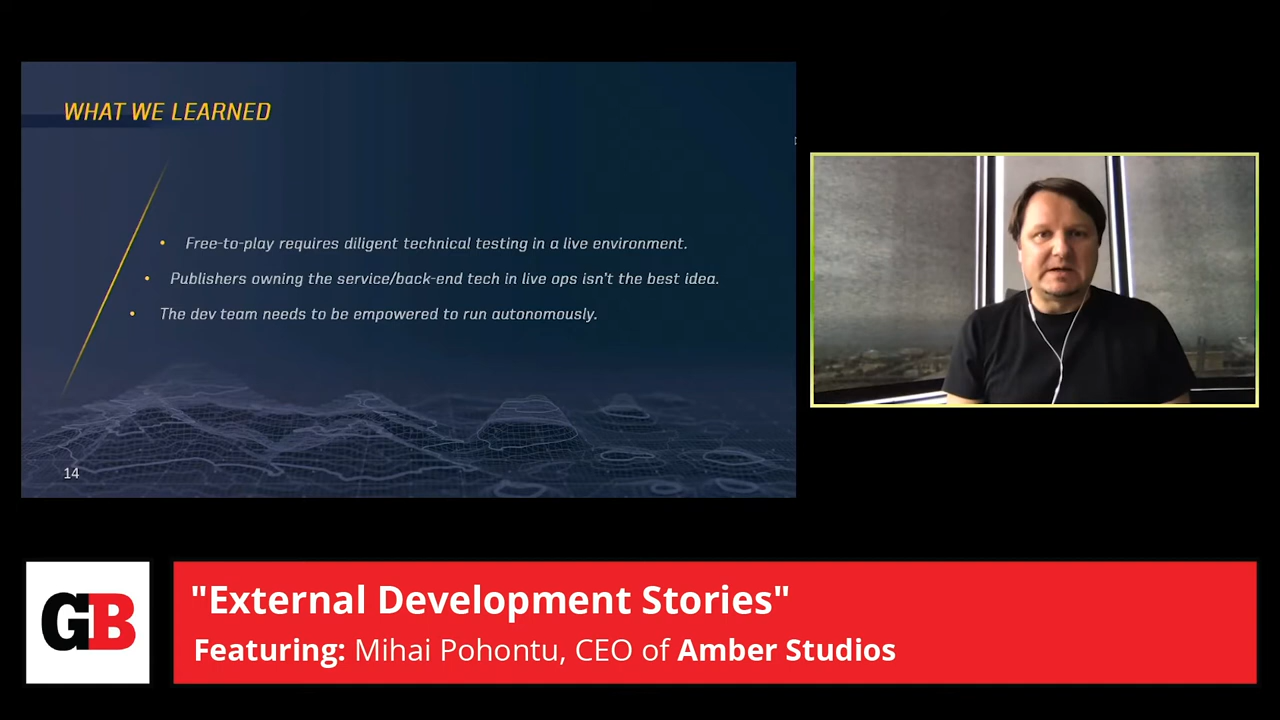 WHAT WE LEARNED
• Free-to-play requires diligent technical testing in a live environment.
• Publishers owning the service/back-end tech in live ops isn't the best idea.
• The dev team needs to be empowered to run autonomously.
14
GB
"External Development Stories"
Featuring: Mihai Pohontu, CEO of Amber Studios